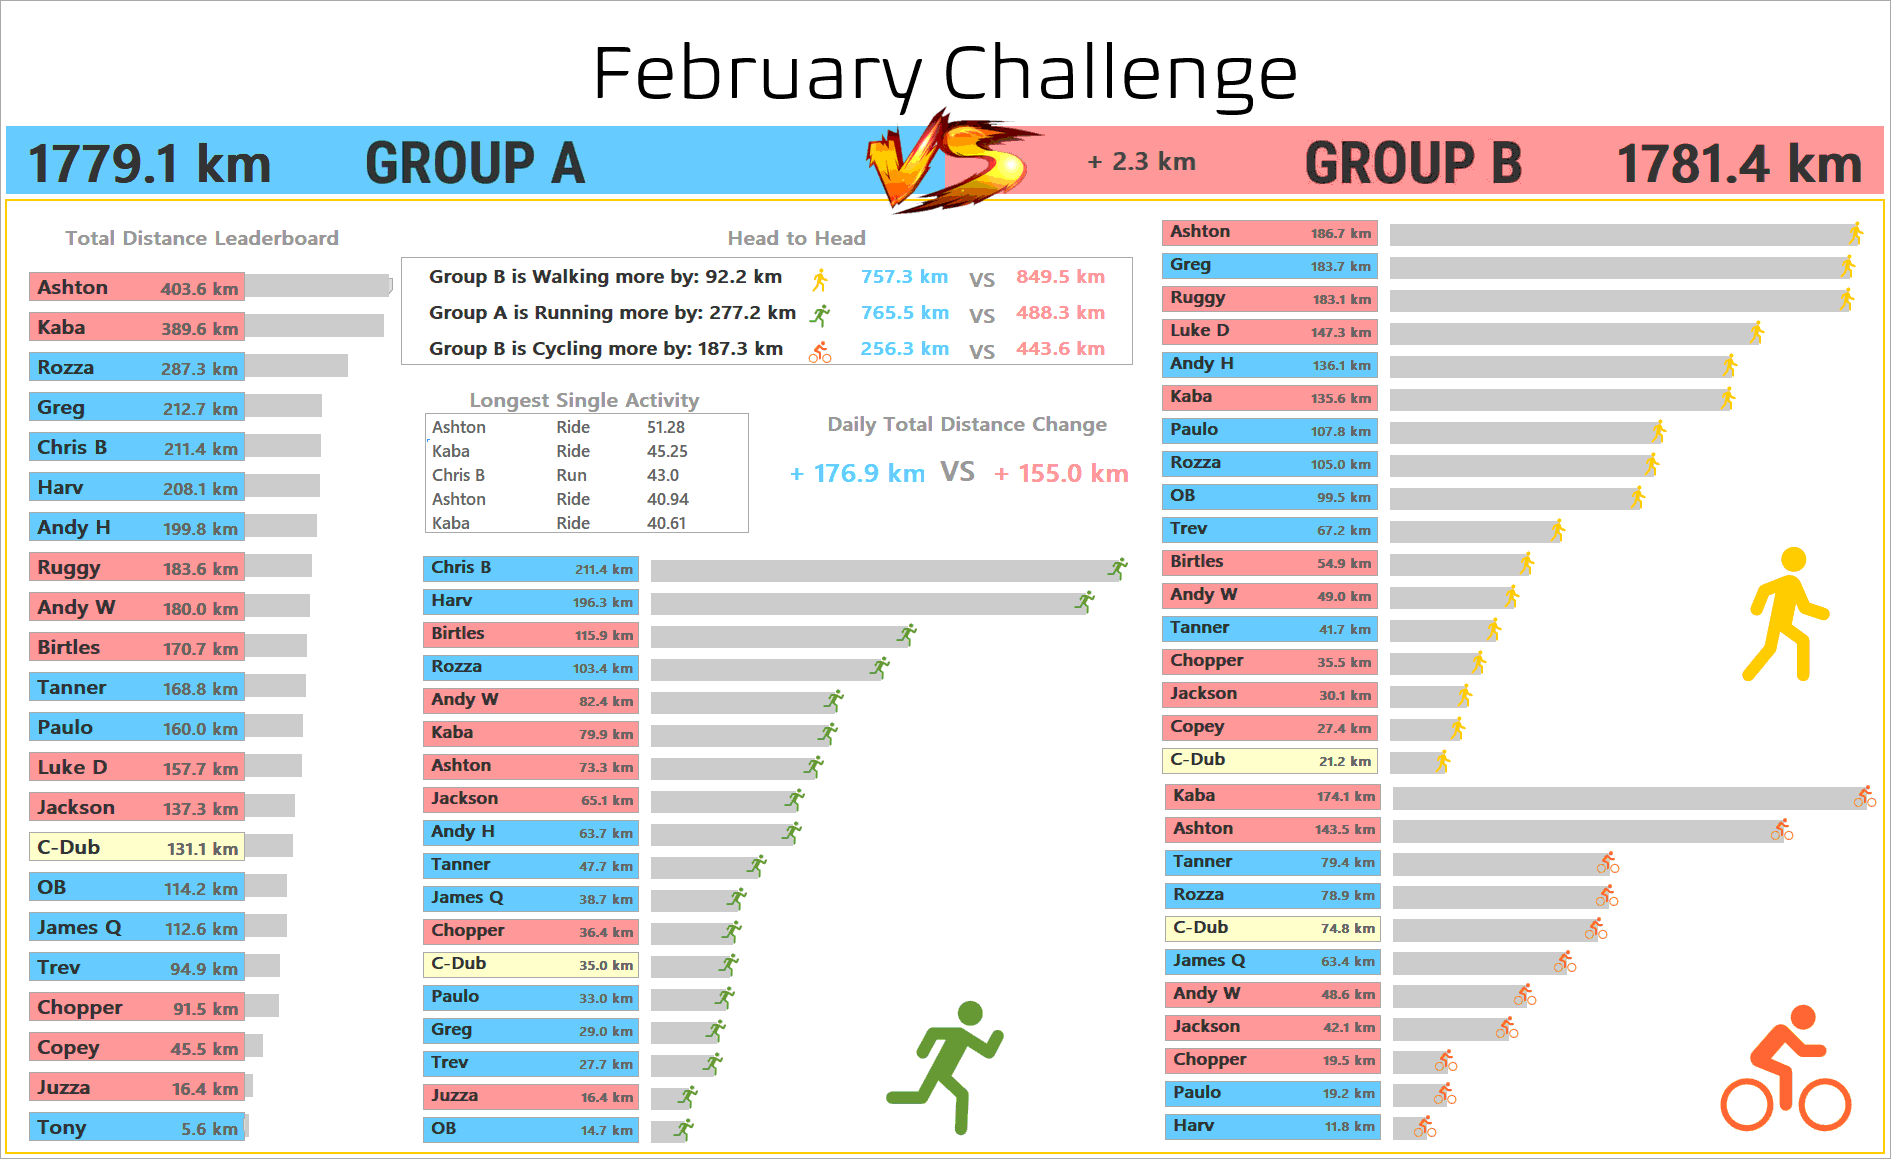 February Challenge
1779.1 km GROUP A VS + 2.3 km GROUP B 1781.4 km
Total Distance Leaderboard
Ashton 403.6 km
Kaba 389.6 km
Rozza 287.3 km
Greg 212.7 km
Chris B 211.4 km
Harv 208.1 km
Andy H 199.8 km
Ruggy 183.6 km
Andy W 180.0 km
Birtles 170.7 km
Tanner 168.8 km
Paulo 160.0 km
Luke D 157.7 km
Jackson 137.3 km
C-Dub 131.1 km
OB 114.2 km
James Q 112.6 km
Trev 94.9 km
Chopper 91.5 km
Copey 45.5 km
Juzza 16.4 km
Tony 5.6 km
Head to Head
Group B is Walking more by: 92.2 km 757.3 km VS 849.5 km
Group A is Running more by: 277.2 km 765.5 km VS 488.3 km
Group B is Cycling more by: 187.3 km 256.3 km VS 443.6 km
Longest Single Activity
Ashton Ride 51.28
Kaba Ride 45.25
Chris B Run 43.0
Ashton Ride 40.94
Kaba Ride 40.61
Daily Total Distance Change
+ 176.9 km VS + 155.0 km
Chris B 211.4 km
Harv 196.3 km
Birtles 115.9 km
Rozza 103.4 km
Andy W 82.4 km
Kaba 79.9 km
Ashton 73.3 km
Jackson 65.1 km
Andy H 63.7 km
Tanner 47.7 km
James Q 38.7 km
Chopper 36.4 km
C-Dub 35.0 km
Paulo 33.0 km
Greg 29.0 km
Trev 27.7 km
Juzza 16.4 km
OB 14.7 km
Ashton 186.7 km
Greg 183.7 km
Ruggy 183.1 km
Luke D 147.3 km
Andy H 136.1 km
Kaba 135.6 km
Paulo 107.8 km
Rozza 105.0 km
OB 99.5 km
Trev 67.2 km
Birtles 54.9 km
Andy W 49.0 km
Tanner 41.7 km
Chopper 35.5 km
Jackson 30.1 km
Copey 27.4 km
C-Dub 21.2 km
Kaba 174.1 km
Ashton 143.5 km
Tanner 79.4 km
Rozza 78.9 km
C-Dub 74.8 km
James Q 63.4 km
Andy W 48.6 km
Jackson 42.1 km
Chopper 19.5 km
Paulo 19.2 km
Harv 11.8 km